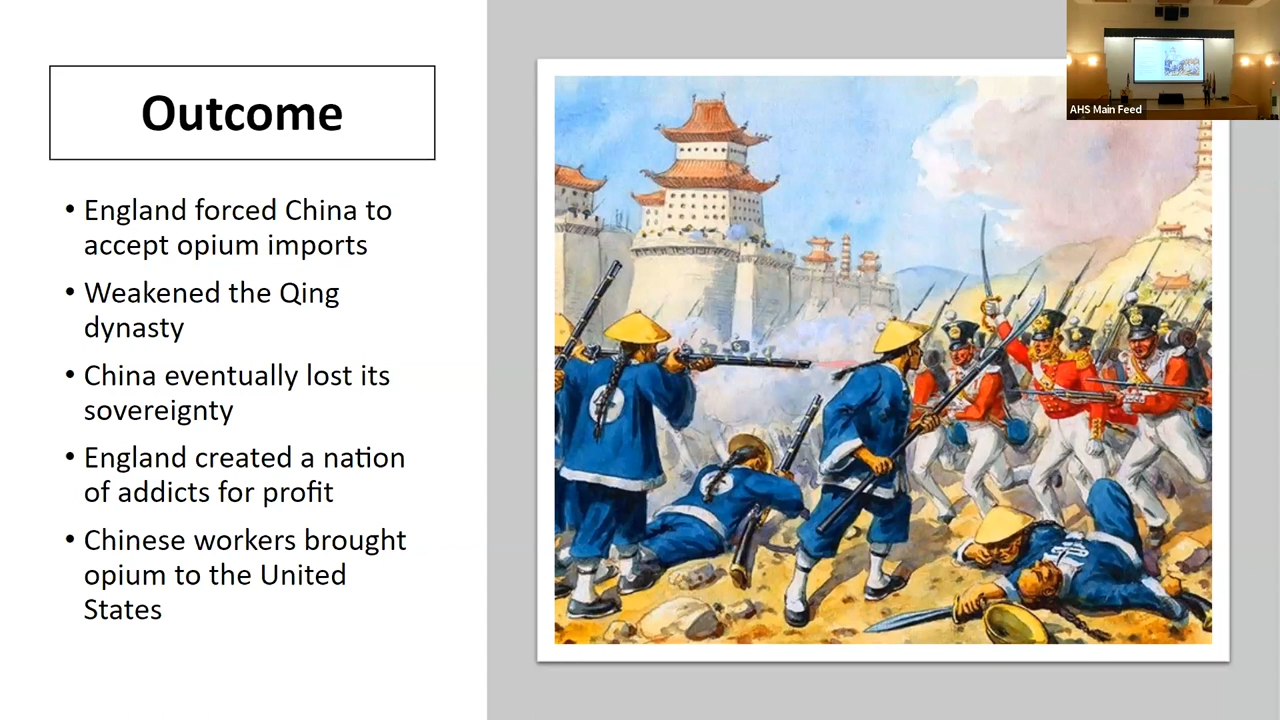 Outcome
• England forced China to
accept opium imports
• Weakened the Qing
dynasty
• China eventually lost its
sovereignty
• England created a nation
of addicts for profit
• Chinese workers brought
opium to the United
States
AHS Main Feed